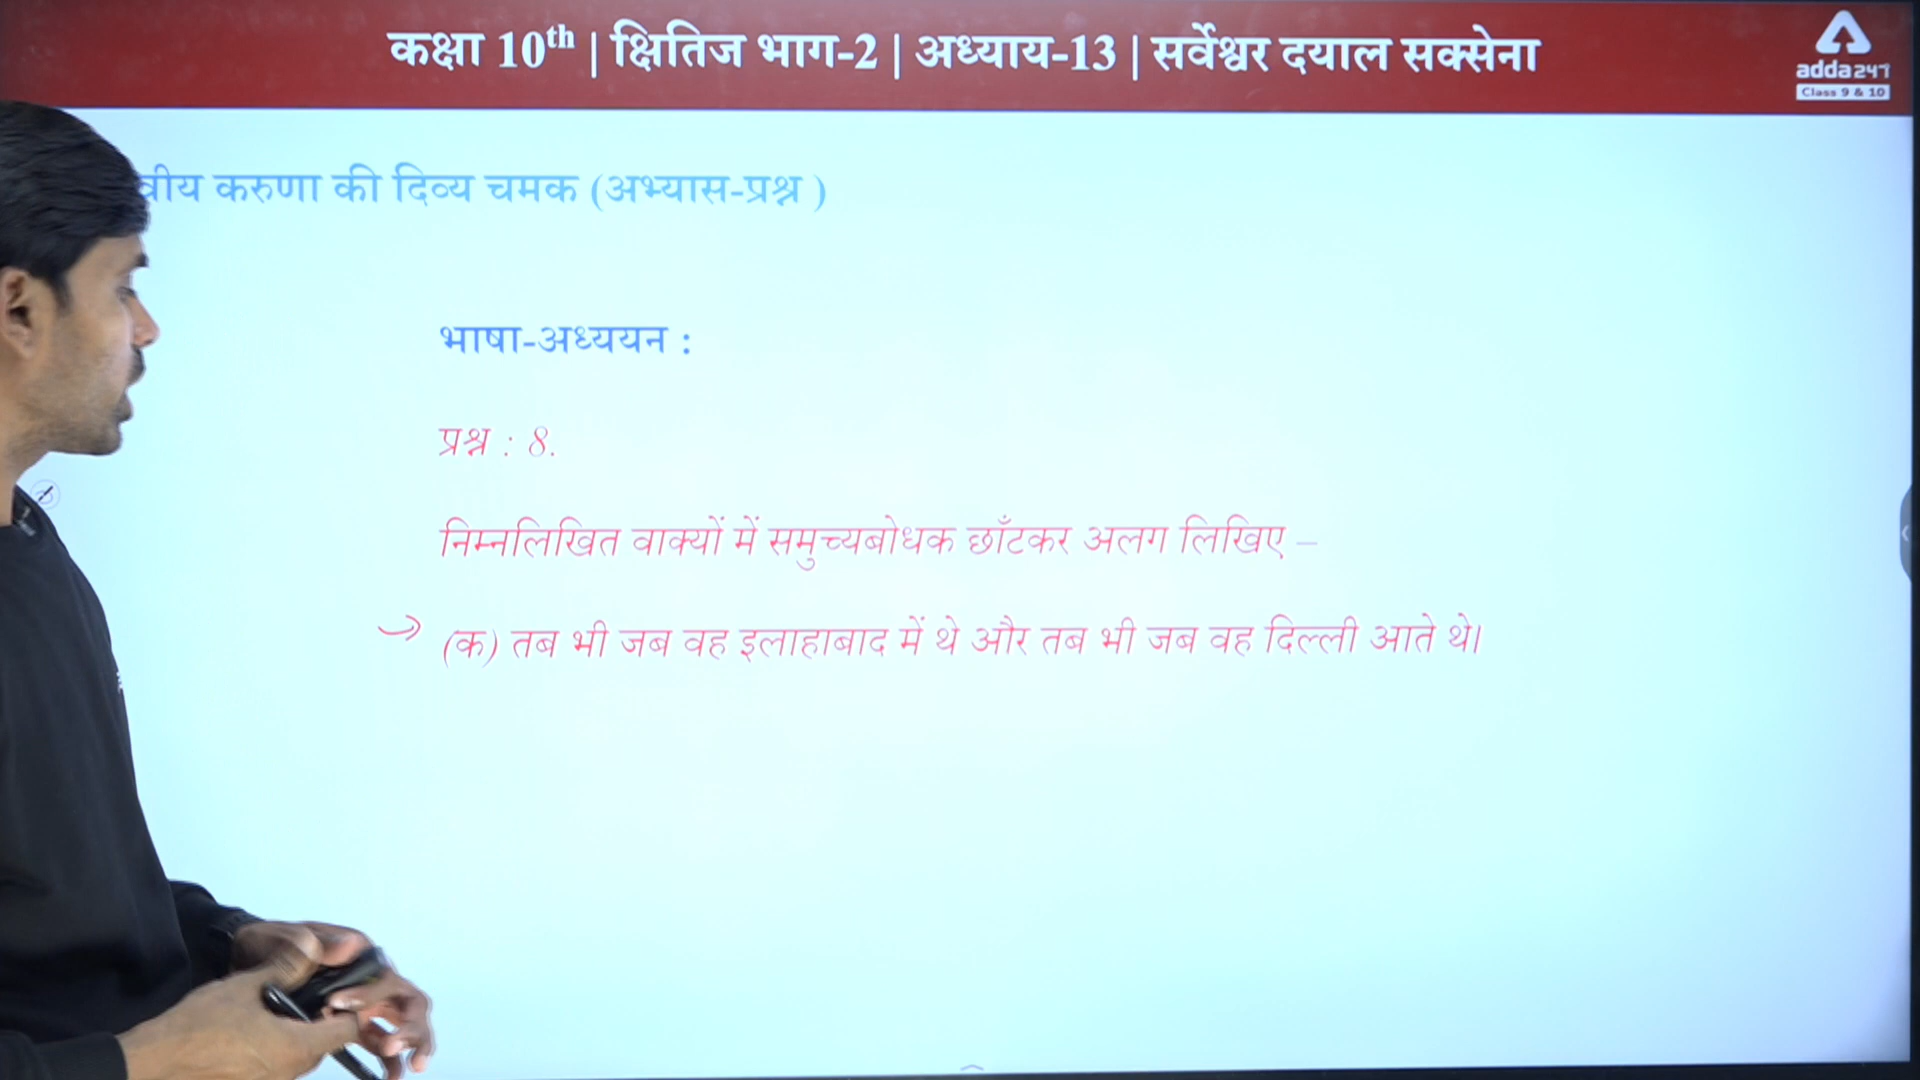 कक्षा 10th | क्षितिज भाग-2 | अध्याय-13 | सर्वेश्वर दयाल सक्सेना
adda247
Class 9 & 10
करुणा की दिव्य चमक (अभ्यास-प्रश्न )
भाषा-अध्ययन :
प्रश्न : 8.
निम्नलिखित वाक्यों में समुच्यबोधक छाँटकर अलग लिखिए –
(क) तब भी जब वह इलाहाबाद में थे और तब भी जब वह दिल्ली आते थे।